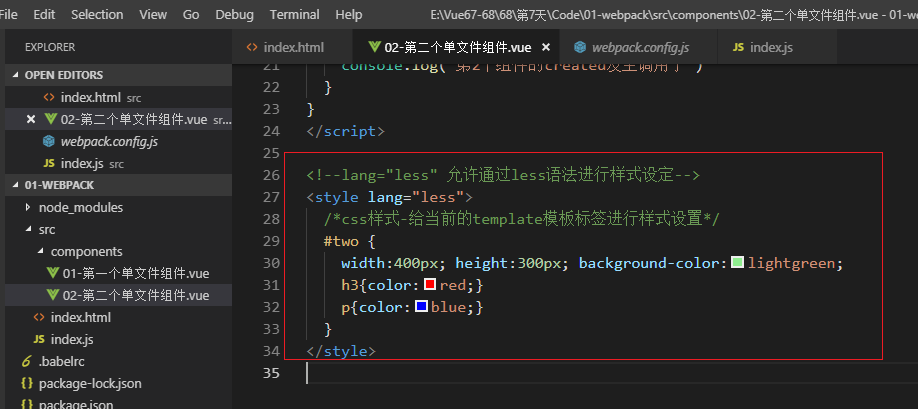 File Edit Selection View Go Debug Terminal Help E:\Vue67-68\68\第7天\Code\01-webpack\src\components\02-第二个单文件组件.vue - 01-we
EXPLORER
OPEN EDITORS
index.html src
02-第二个单文件组件.vue sr...
webpack.config.js
JS index.js src
01-WEBPACK
node_modules
src
components
01-第一个单文件.vue
02-第二个单文件组件.vue
index.html
JS index.js
.babelrc
{} package-lock.json
{} package.json
index.html
02-第二个单文件组件.vue
webpack.config.js
JS index.js
21 console.log("第2个组件的created发生调用了")
22 }
23 }
24 </script>
25
26 <!--lang="less" 允许通过less语法进行样式设定-->
27 <style lang="less">
28 /*css样式-给当前的template模板标签进行样式设置*/
29 #two {
30 width:400px; height:300px; background-color:lightgreen;
31 h3{color:red;}
32 p{color:blue;}
33 }
34 </style>
35